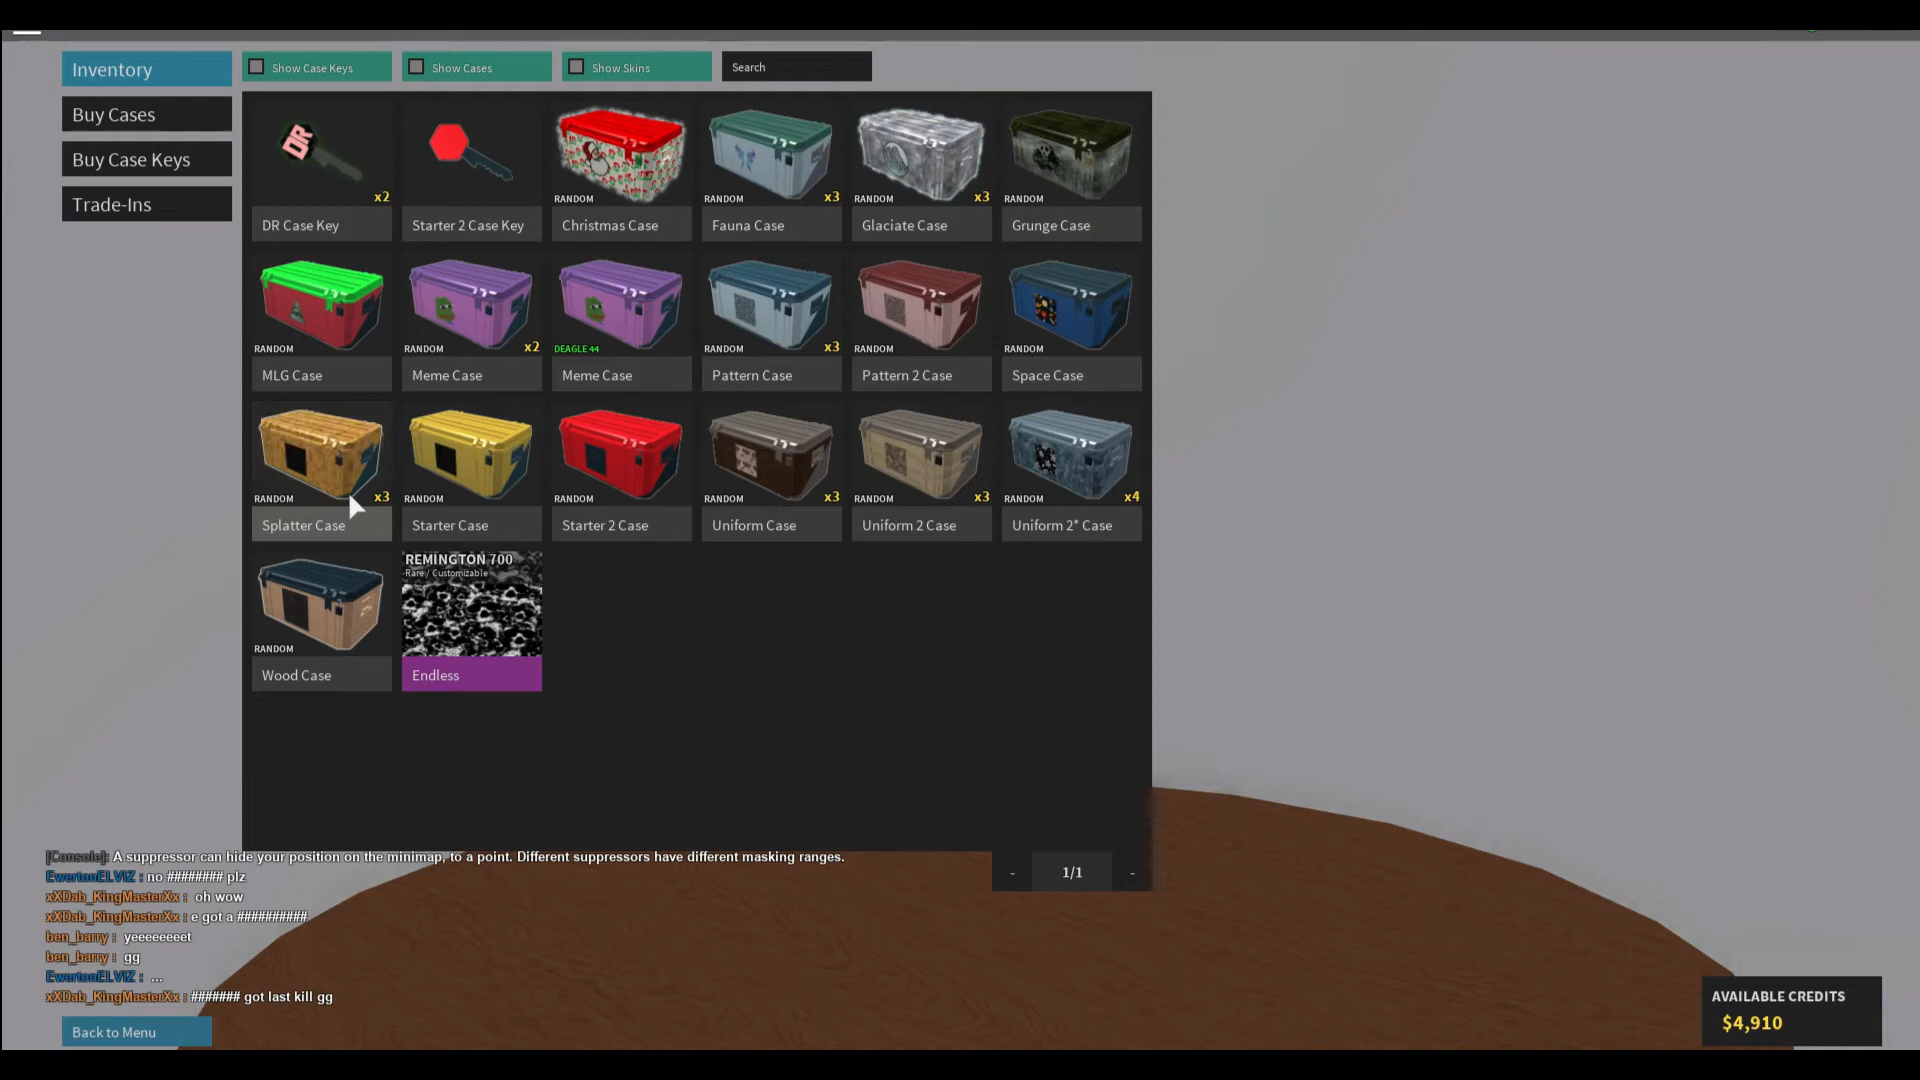 Inventory
Show Case Keys
Show Cases
Show Skins
Search
Buy Cases
Buy Case Keys
Trade-Ins
DR
x2
DR Case Key
Starter 2 Case Key
RANDOM
Christmas Case
RANDOM x3
Fauna Case
RANDOM x3
Glaciate Case
RANDOM
Grunge Case
RANDOM
MLG Case
RANDOM x2
Meme Case
DEAGLE 44
Meme Case
RANDOM x3
Pattern Case
RANDOM
Pattern 2 Case
RANDOM
Space Case
RANDOM x3
Splatter Case
RANDOM
Starter Case
RANDOM
Starter 2 Case
RANDOM x3
Uniform Case
RANDOM x3
Uniform 2 Case
RANDOM x4
Uniform 2* Case
RANDOM
Wood Case
REMINGTON 700
Rare / Customizable
Endless
- 1/1 -
[Console]: A suppressor can hide your position on the minimap, to a point. Different suppressors have different masking ranges.
EwertonELVIZ : no ######## plz
xXDab_KingMasterXx : oh wow
xXDab_KingMasterXx : e got a ##########
ben_barry : yeeeeeeeet
ben_barry : gg
EwertonELVIZ : ...
xXDab_KingMasterXx : ####### got last kill gg
Back to Menu
AVAILABLE CREDITS
$4,910